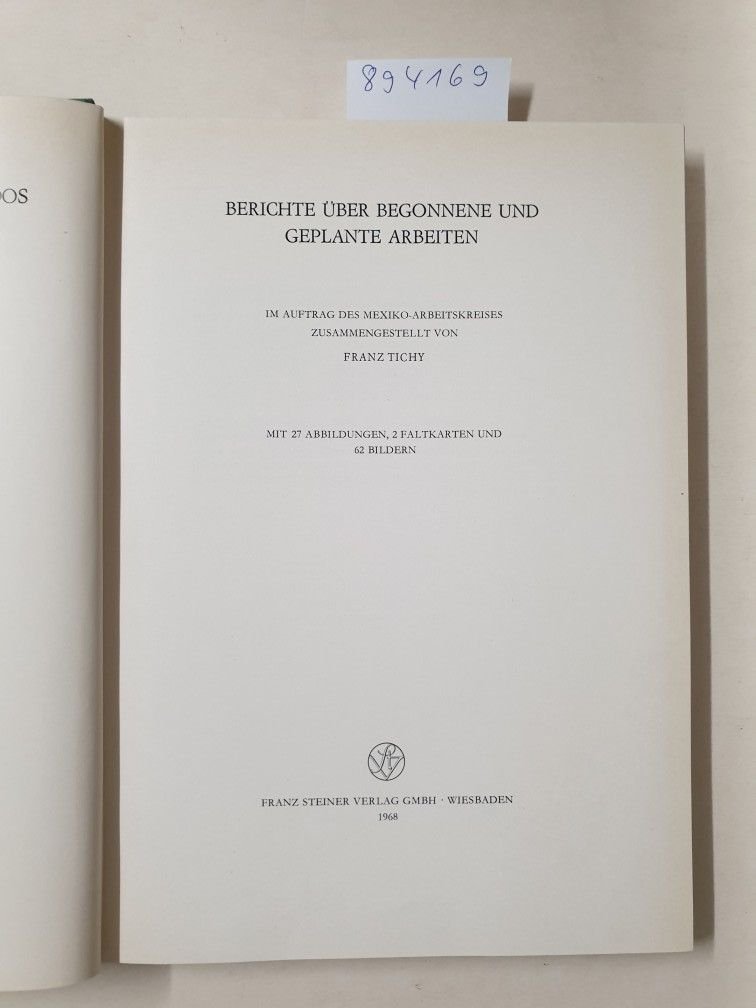 894169
BERICHTE ÜBER BEGONNENE UND
GEPLANTE ARBEITEN
IM AUFTRAG DES MEXIKO-ARBEITSKREISES
ZUSAMMENGESTELLT VON
FRANZ TICHY
MIT 27 ABBILDUNGEN, 2 FALTKARTEN UND
62 BILDERN
FRANZ STEINER VERLAG GMBH · WIESBADEN
1968